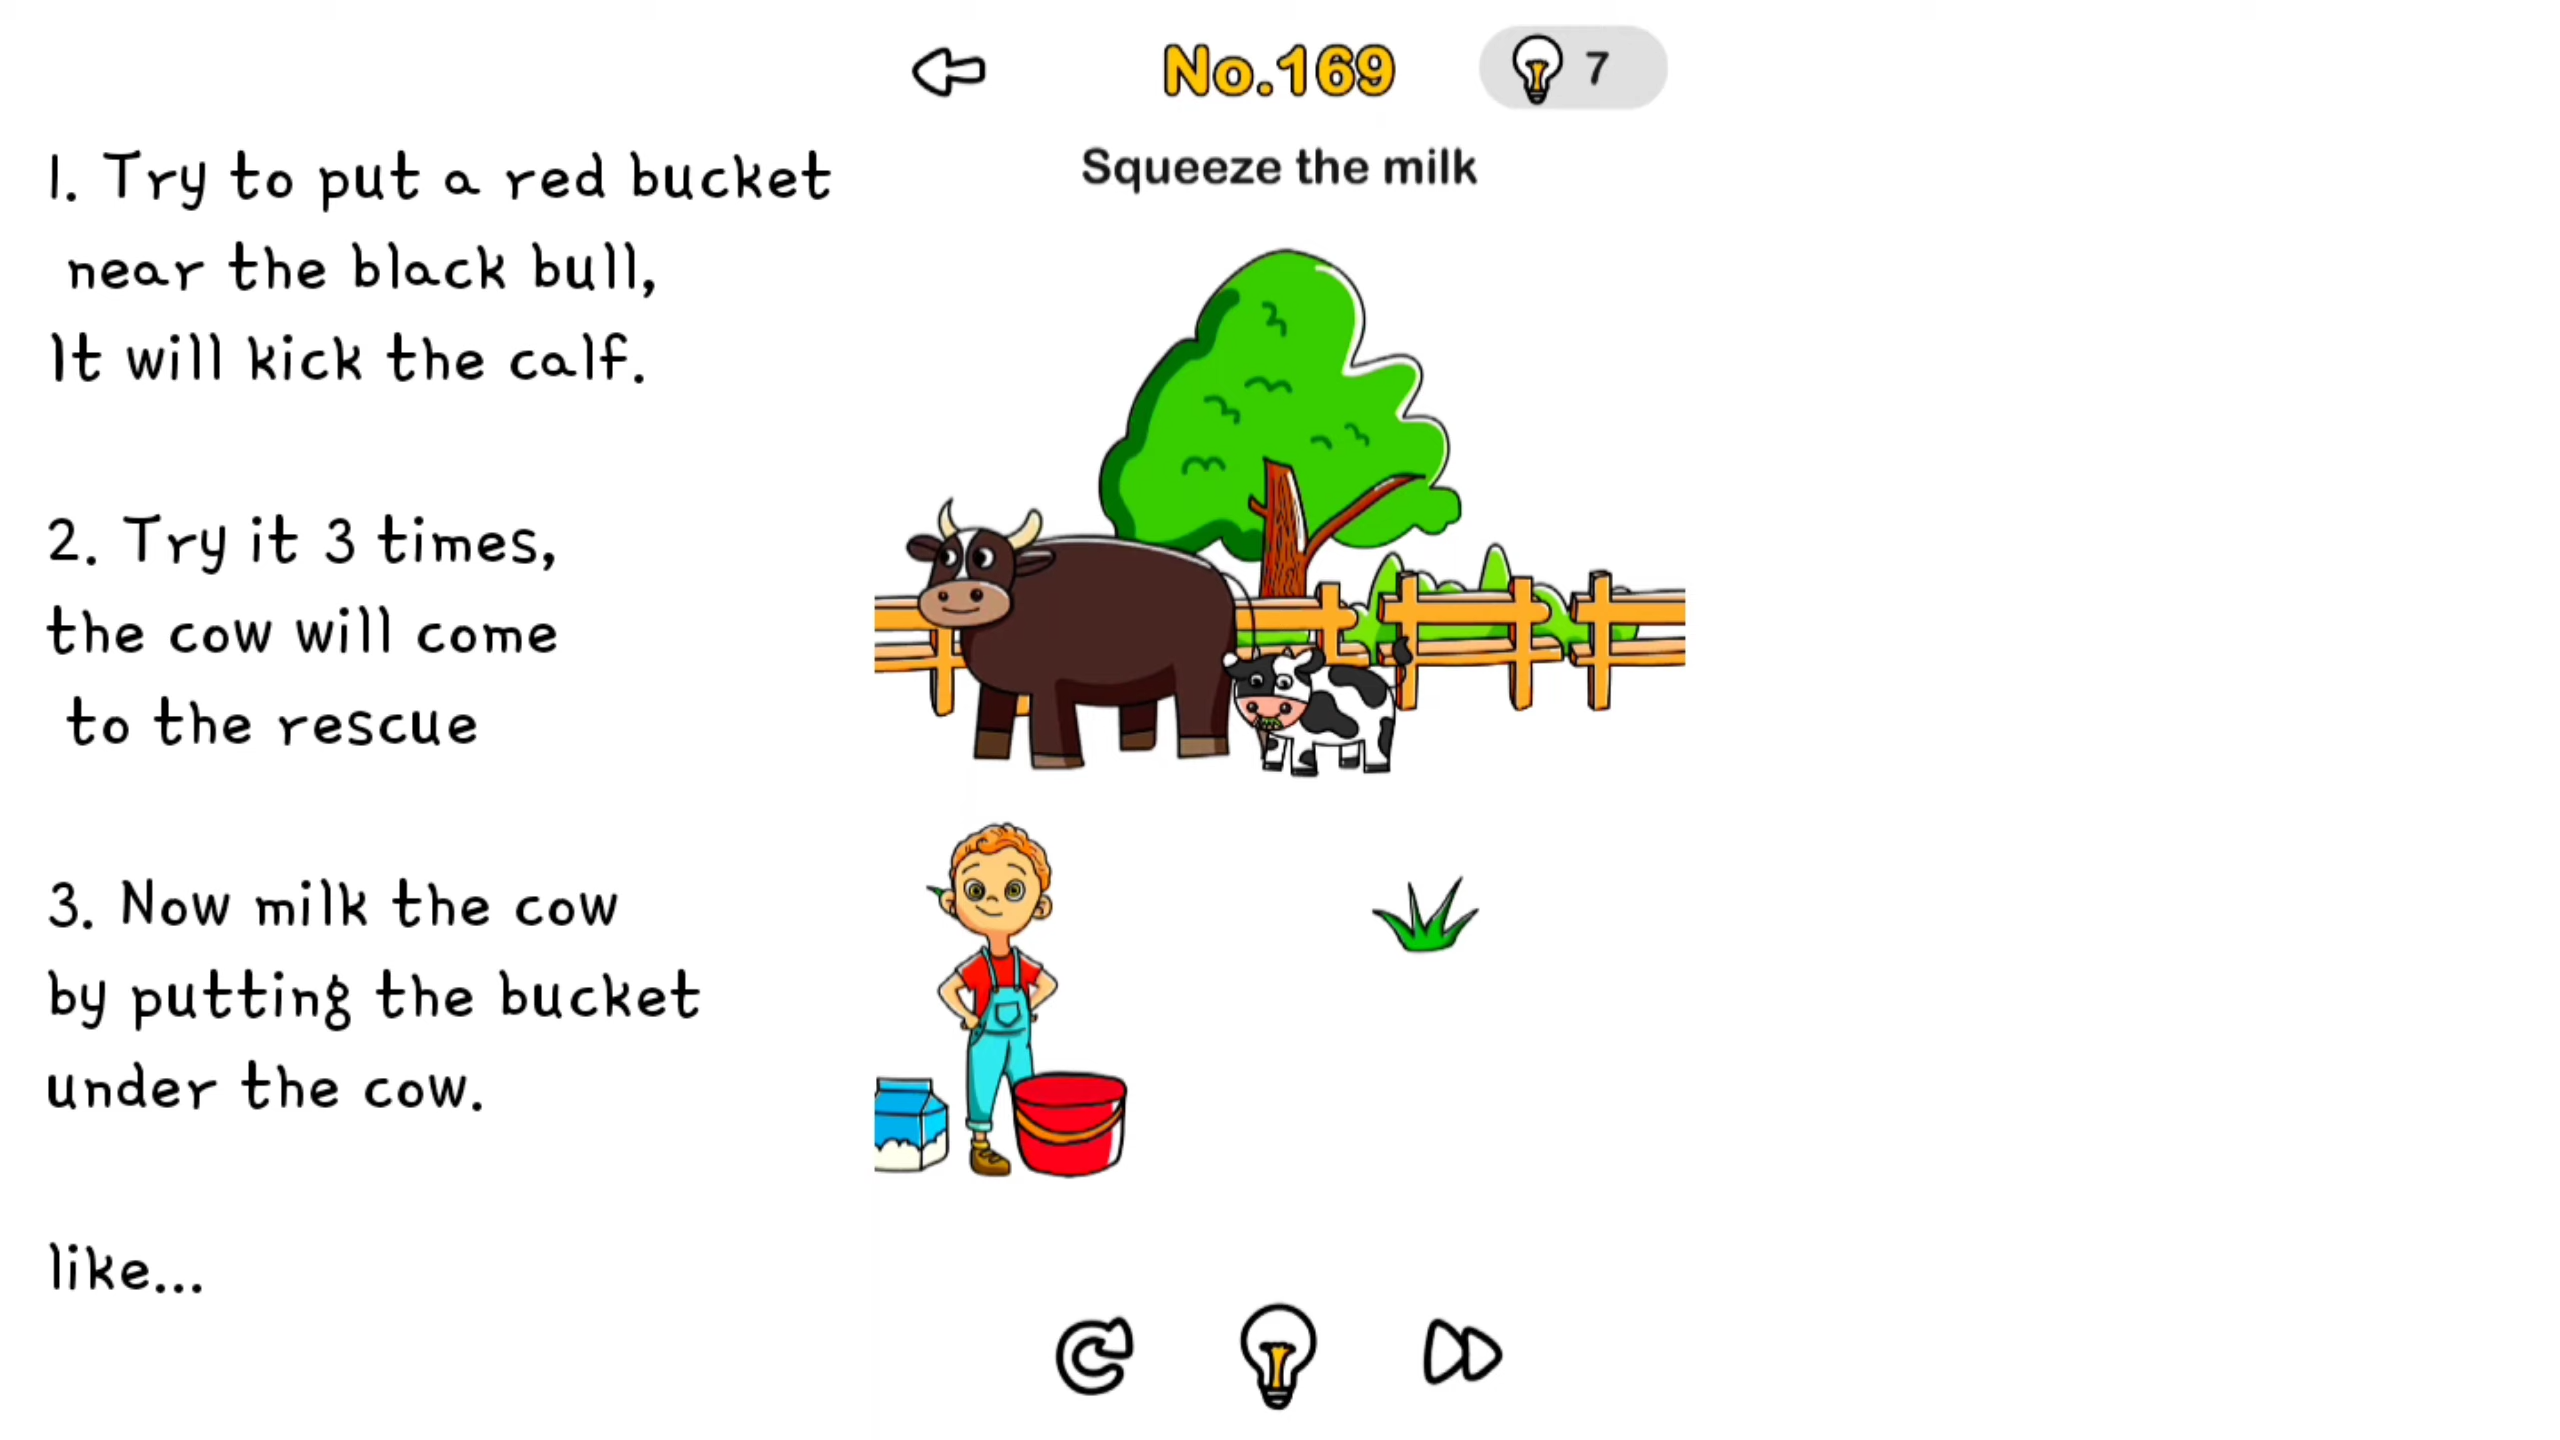 No.169
7
Squeeze the milk
1. Try to put a red bucket
near the black bull,
It will kick the calf.
2. Try it 3 times,
the cow will come
to the rescue
3. Now milk the cow
by putting the bucket
under the cow.
like...